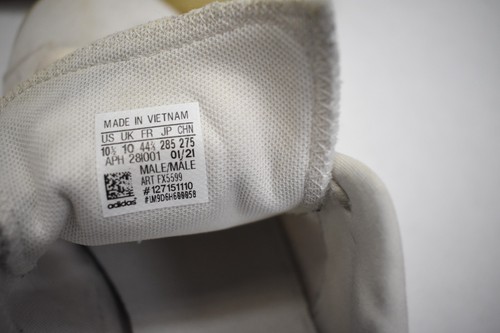 MADE IN VIETNAM
US UK FR JP CHN
10½ 10 44⅔ 285 275
APH 28I001 01/21
MALE/MÂLE
ART FX5599
#127151110
adidas